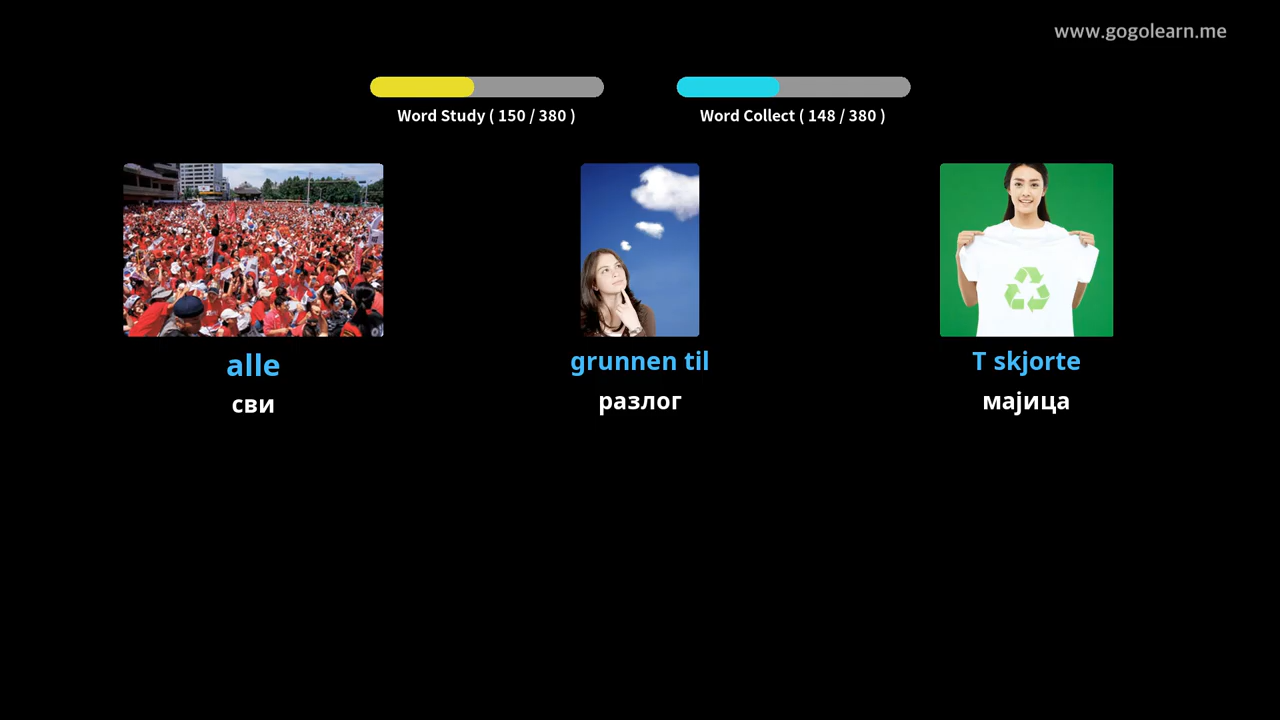 www.gogolearn.me
Word Study ( 150 / 380 )
Word Collect ( 148 / 380 )
alle
сви
grunnen til
разлог
T skjorte
мајица